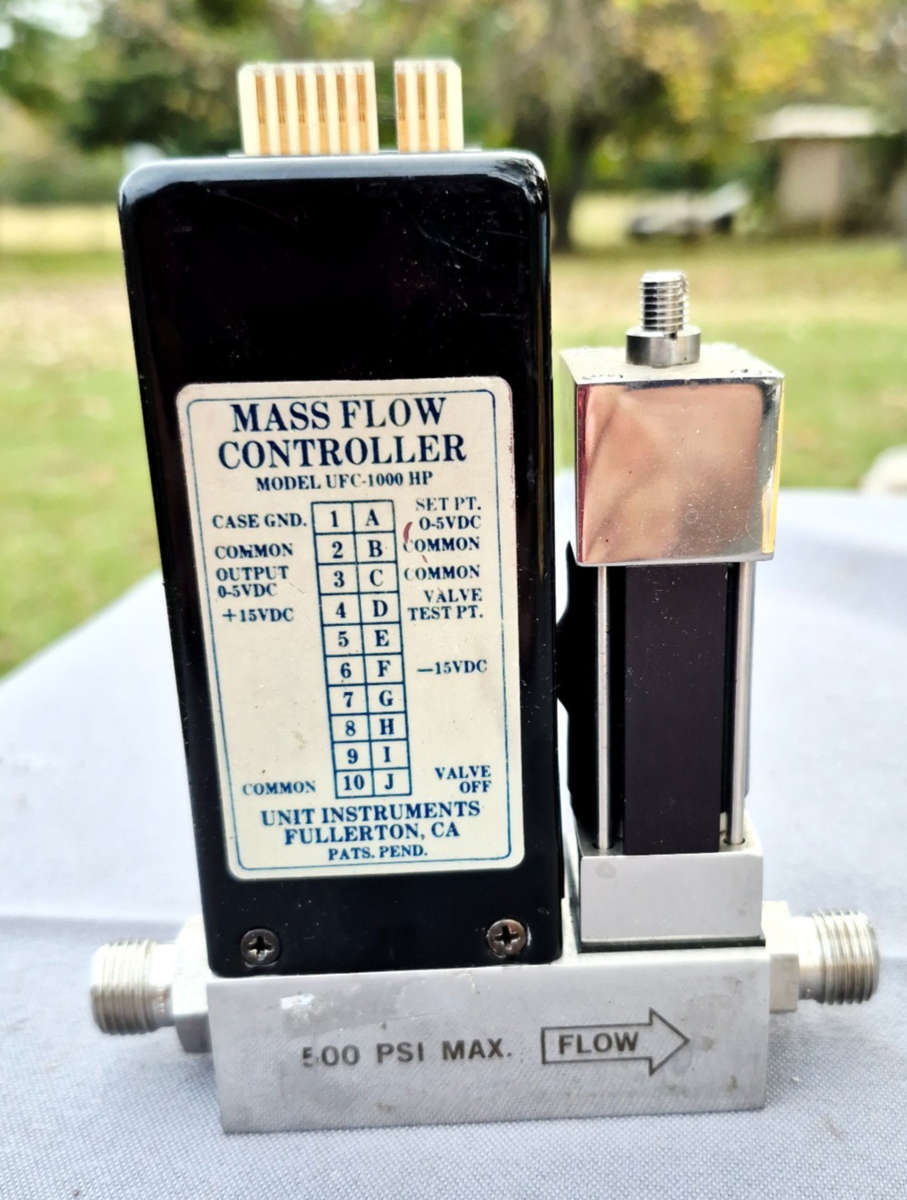 MASS FLOW
CONTROLLER
MODEL UFC-1000 HP
CASE GND. 1 A SET PT.
0-5VDC
COMMON 2 B COMMON
OUTPUT 3 C COMMON
0-5VDC
+15VDC 4 D VALVE
TEST PT.
5 E
6 F —15VDC
7 G
8 H
9 I
COMMON 10 J VALVE
OFF
UNIT INSTRUMENTS
FULLERTON, CA
PATS. PEND.
500 PSI MAX. FLOW